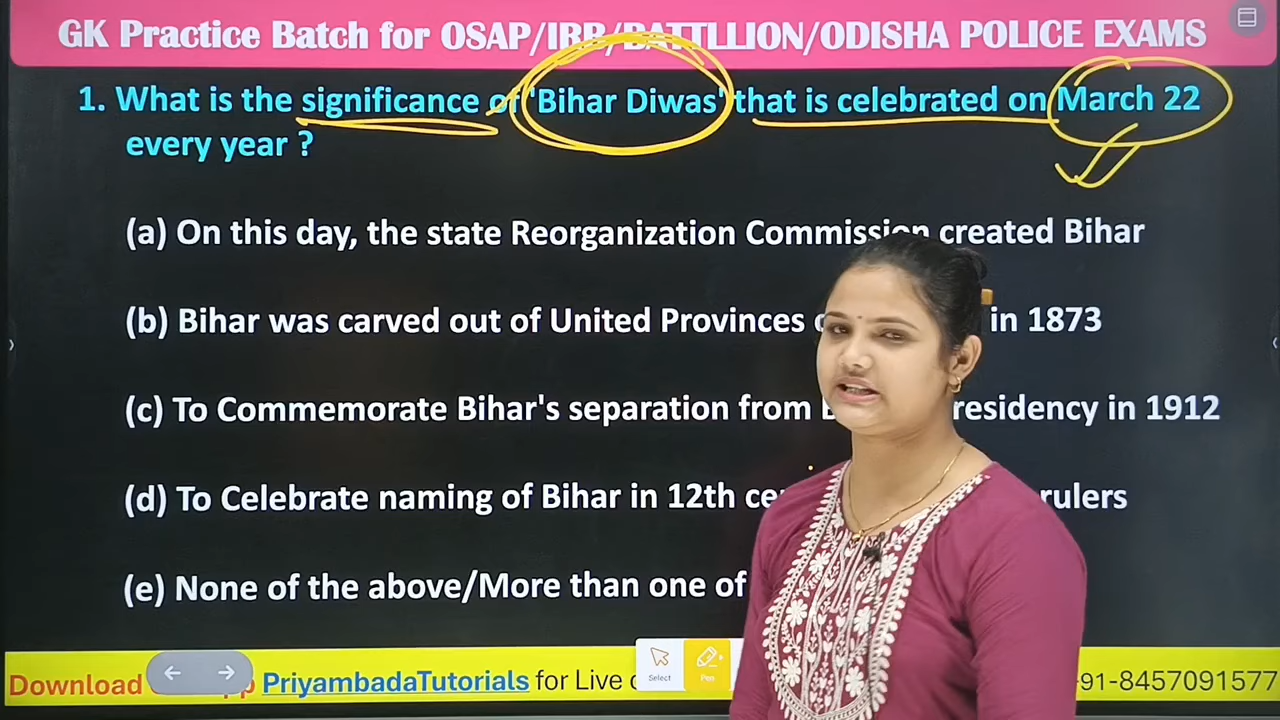 GK Practice Batch for OSAP/IRB/BATTLLION/ODISHA POLICE EXAMS
1. What is the significance of 'Bihar Diwas' that is celebrated on March 22
every year ?
(a) On this day, the state Reorganization Commission created Bihar
(b) Bihar was carved out of United Provinces in 1873
(c) To Commemorate Bihar's separation from residency in 1912
(d) To Celebrate naming of Bihar in 12th rulers
(e) None of the above/More than one of
Download PriyambadaTutorials for Live -91-8457091577
Select Pen